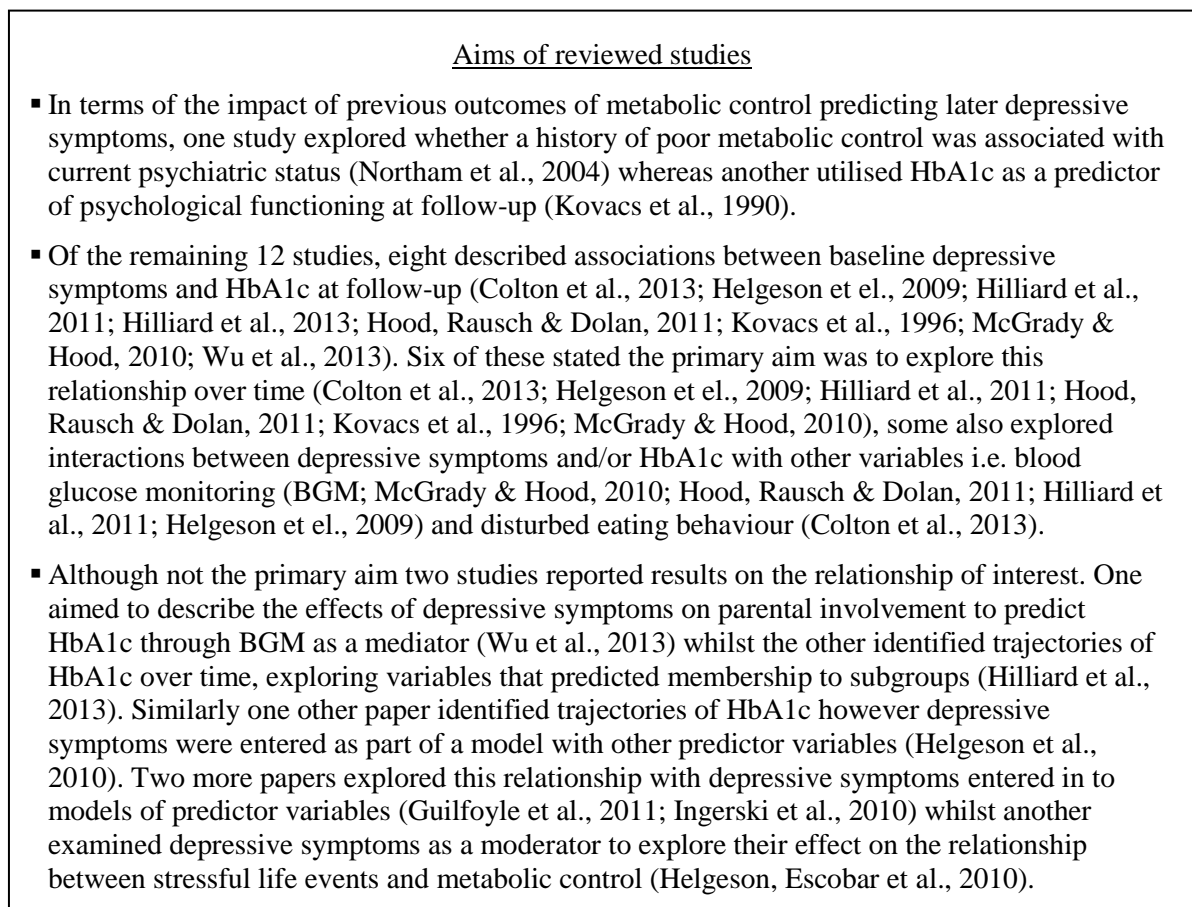 Aims of reviewed studies
▪ In terms of the impact of previous outcomes of metabolic control predicting later depressive
symptoms, one study explored whether a history of poor metabolic control was associated with
current psychiatric status (Northam et al., 2004) whereas another utilised HbA1c as a predictor
of psychological functioning at follow-up (Kovacs et al., 1990).
▪ Of the remaining 12 studies, eight described associations between baseline depressive
symptoms and HbA1c at follow-up (Colton et al., 2013; Helgeson et el., 2009; Hilliard et al.,
2011; Hilliard et al., 2013; Hood, Rausch & Dolan, 2011; Kovacs et al., 1996; McGrady &
Hood, 2010; Wu et al., 2013). Six of these stated the primary aim was to explore this
relationship over time (Colton et al., 2013; Helgeson et el., 2009; Hilliard et al., 2011; Hood,
Rausch & Dolan, 2011; Kovacs et al., 1996; McGrady & Hood, 2010), some also explored
interactions between depressive symptoms and/or HbA1c with other variables i.e. blood
glucose monitoring (BGM; McGrady & Hood, 2010; Hood, Rausch & Dolan, 2011; Hilliard et
al., 2011; Helgeson et el., 2009) and disturbed eating behaviour (Colton et al., 2013).
▪ Although not the primary aim two studies reported results on the relationship of interest. One
aimed to describe the effects of depressive symptoms on parental involvement to predict
HbA1c through BGM as a mediator (Wu et al., 2013) whilst the other identified trajectories of
HbA1c over time, exploring variables that predicted membership to subgroups (Hilliard et al.,
2013). Similarly one other paper identified trajectories of HbA1c however depressive
symptoms were entered as part of a model with other predictor variables (Helgeson et al.,
2010). Two more papers explored this relationship with depressive symptoms entered in to
models of predictor variables (Guilfoyle et al., 2011; Ingerski et al., 2010) whilst another
examined depressive symptoms as a moderator to explore their effect on the relationship
between stressful life events and metabolic control (Helgeson, Escobar et al., 2010).